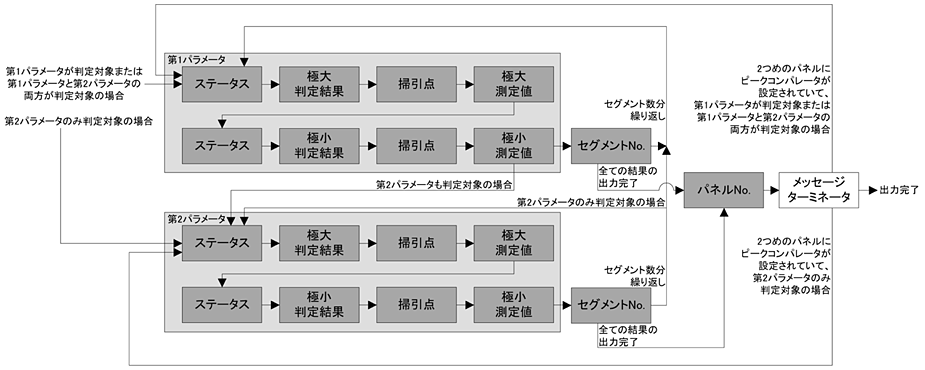 第1パラメータが判定対象または
第1パラメータと第2パラメータの
両方が判定対象の場合
第2パラメータのみ判定対象の場合
第1パラメータ
ステータス
極大
判定結果
掃引点
極大
測定値
ステータス
極小
判定結果
掃引点
極小
測定値
セグメント数分
繰り返し
セグメントNo.
全ての結果の
出力完了
第2パラメータも判定対象の場合
第2パラメータのみ判定対象の場合
第2パラメータ
ステータス
極大
判定結果
掃引点
極大
測定値
ステータス
極小
判定結果
掃引点
極小
測定値
セグメント数分
繰り返し
セグメントNo.
全ての結果の
出力完了
2つめのパネルに
ピークコンパレータが
設定されていて、
第1パラメータが判定対象または
第1パラメータと第2パラメータの
両方が判定対象の場合
パネルNo.
メッセージ
ターミネータ
出力完了
2つめのパネルに
ピークコンパレータが
設定されていて、
第2パラメータのみ
判定対象の場合